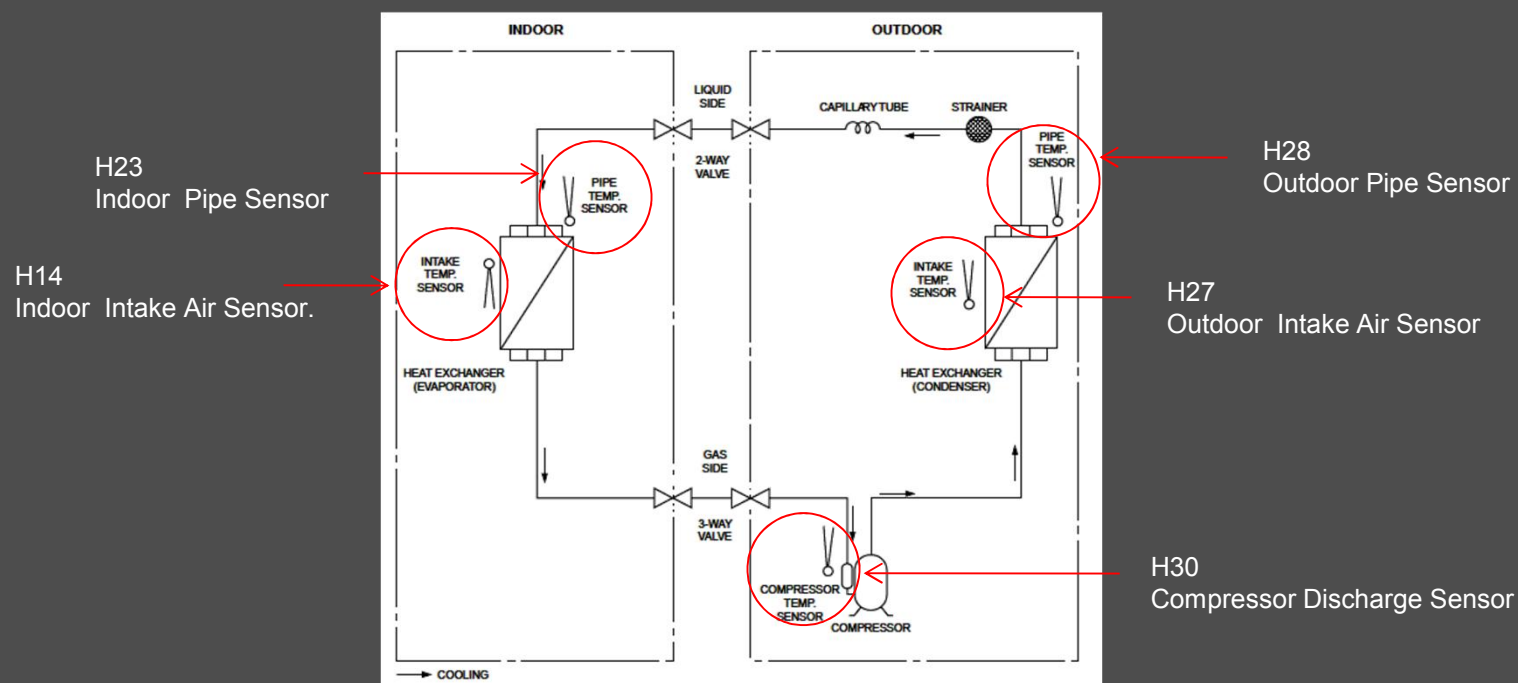 INDOOR
OUTDOOR
LIQUID
SIDE
CAPILLARY TUBE
STRAINER
PIPE
TEMP.
SENSOR
2-WAY
VALVE
H23
Indoor  Pipe Sensor
PIPE
TEMP.
SENSOR
H28
Outdoor Pipe Sensor
H14
Indoor  Intake Air Sensor.
INTAKE
TEMP.
SENSOR
INTAKE
TEMP.
SENSOR
H27
Outdoor  Intake Air Sensor
HEAT EXCHANGER
(EVAPORATOR)
HEAT EXCHANGER
(CONDENSER)
GAS
SIDE
3-WAY
VALVE
COMPRESSOR
TEMP.
SENSOR
COMPRESSOR
H30
Compressor Discharge Sensor
COOLING